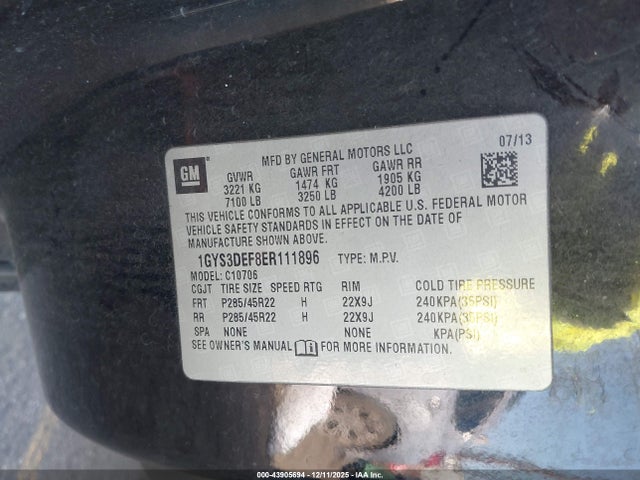 07/13
GM
MFD BY GENERAL MOTORS LLC
GVWR GAWR FRT GAWR RR
3221 KG 1474 KG 1905 KG
7100 LB 3250 LB 4200 LB
THIS VEHICLE CONFORMS TO ALL APPLICABLE U.S. FEDERAL MOTOR
VEHICLE SAFETY STANDARDS IN EFFECT ON THE DATE OF
MANUFACTURE SHOWN ABOVE.
1GYS3DEF8ER111896 TYPE: M.P.V.
MODEL: C10706
CGJT TIRE SIZE SPEED RTG RIM COLD TIRE PRESSURE
FRT P285/45R22 H 22X9J 240KPA(35PSI)
RR P285/45R22 H 22X9J 240KPA(35PSI)
SPA NONE NONE KPA(PSI)
SEE OWNER'S MANUAL FOR MORE INFORMATION.
000-43905694 - 12/11/2025 - IAA Inc.